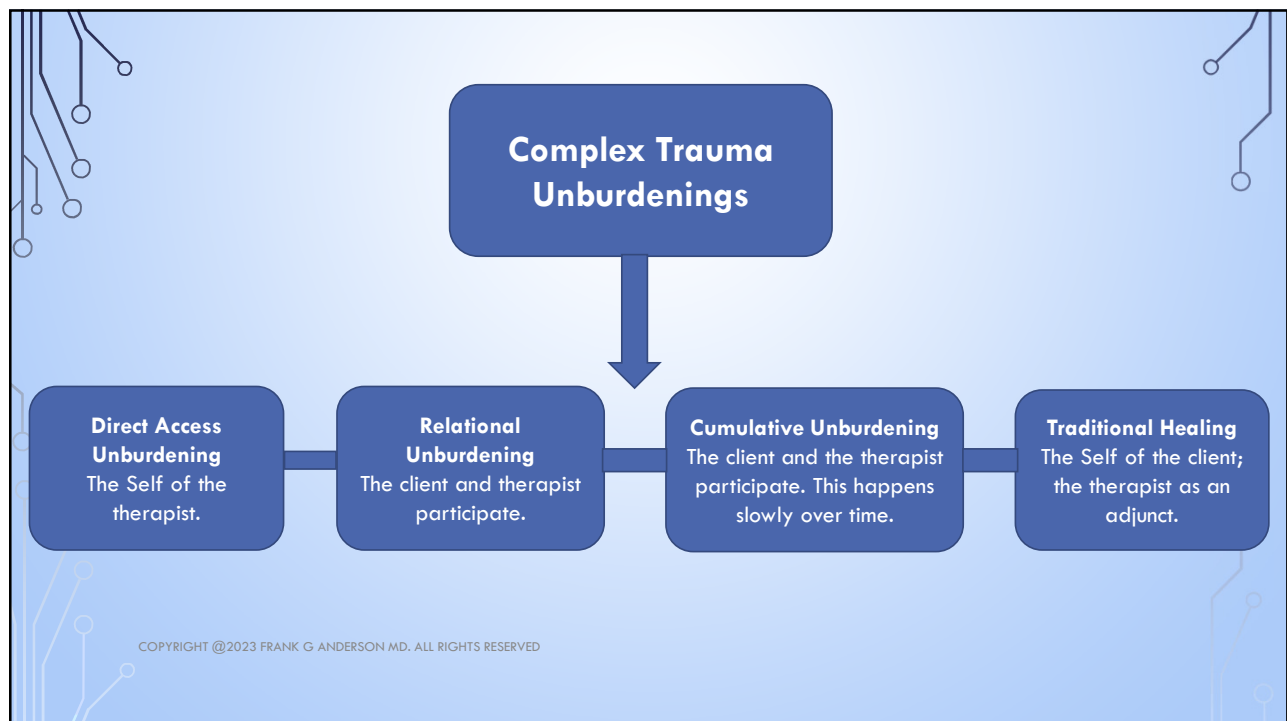 Complex Trauma
Unburdenings
Direct Access
Unburdening
The Self of the
therapist.
Relational
Unburdening
The client and therapist
participate.
Cumulative Unburdening
The client and the therapist
participate. This happens
slowly over time.
Traditional Healing
The Self of the client;
the therapist as an
adjunct.
COPYRIGHT @2023 FRANK G ANDERSON MD. ALL RIGHTS RESERVED